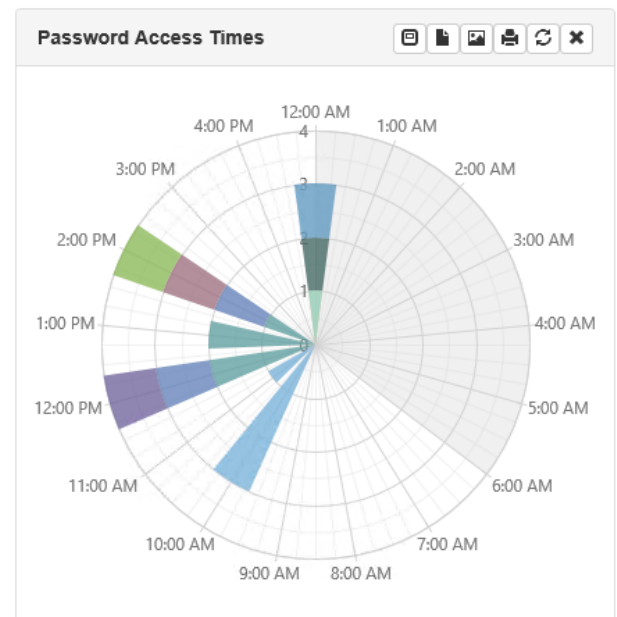 Password Access Times
12:00 AM
1:00 AM
2:00 AM
3:00 AM
4:00 AM
5:00 AM
6:00 AM
7:00 AM
8:00 AM
9:00 AM
10:00 AM
11:00 AM
12:00 PM
1:00 PM
2:00 PM
3:00 PM
4:00 PM
4
3
2
1
0